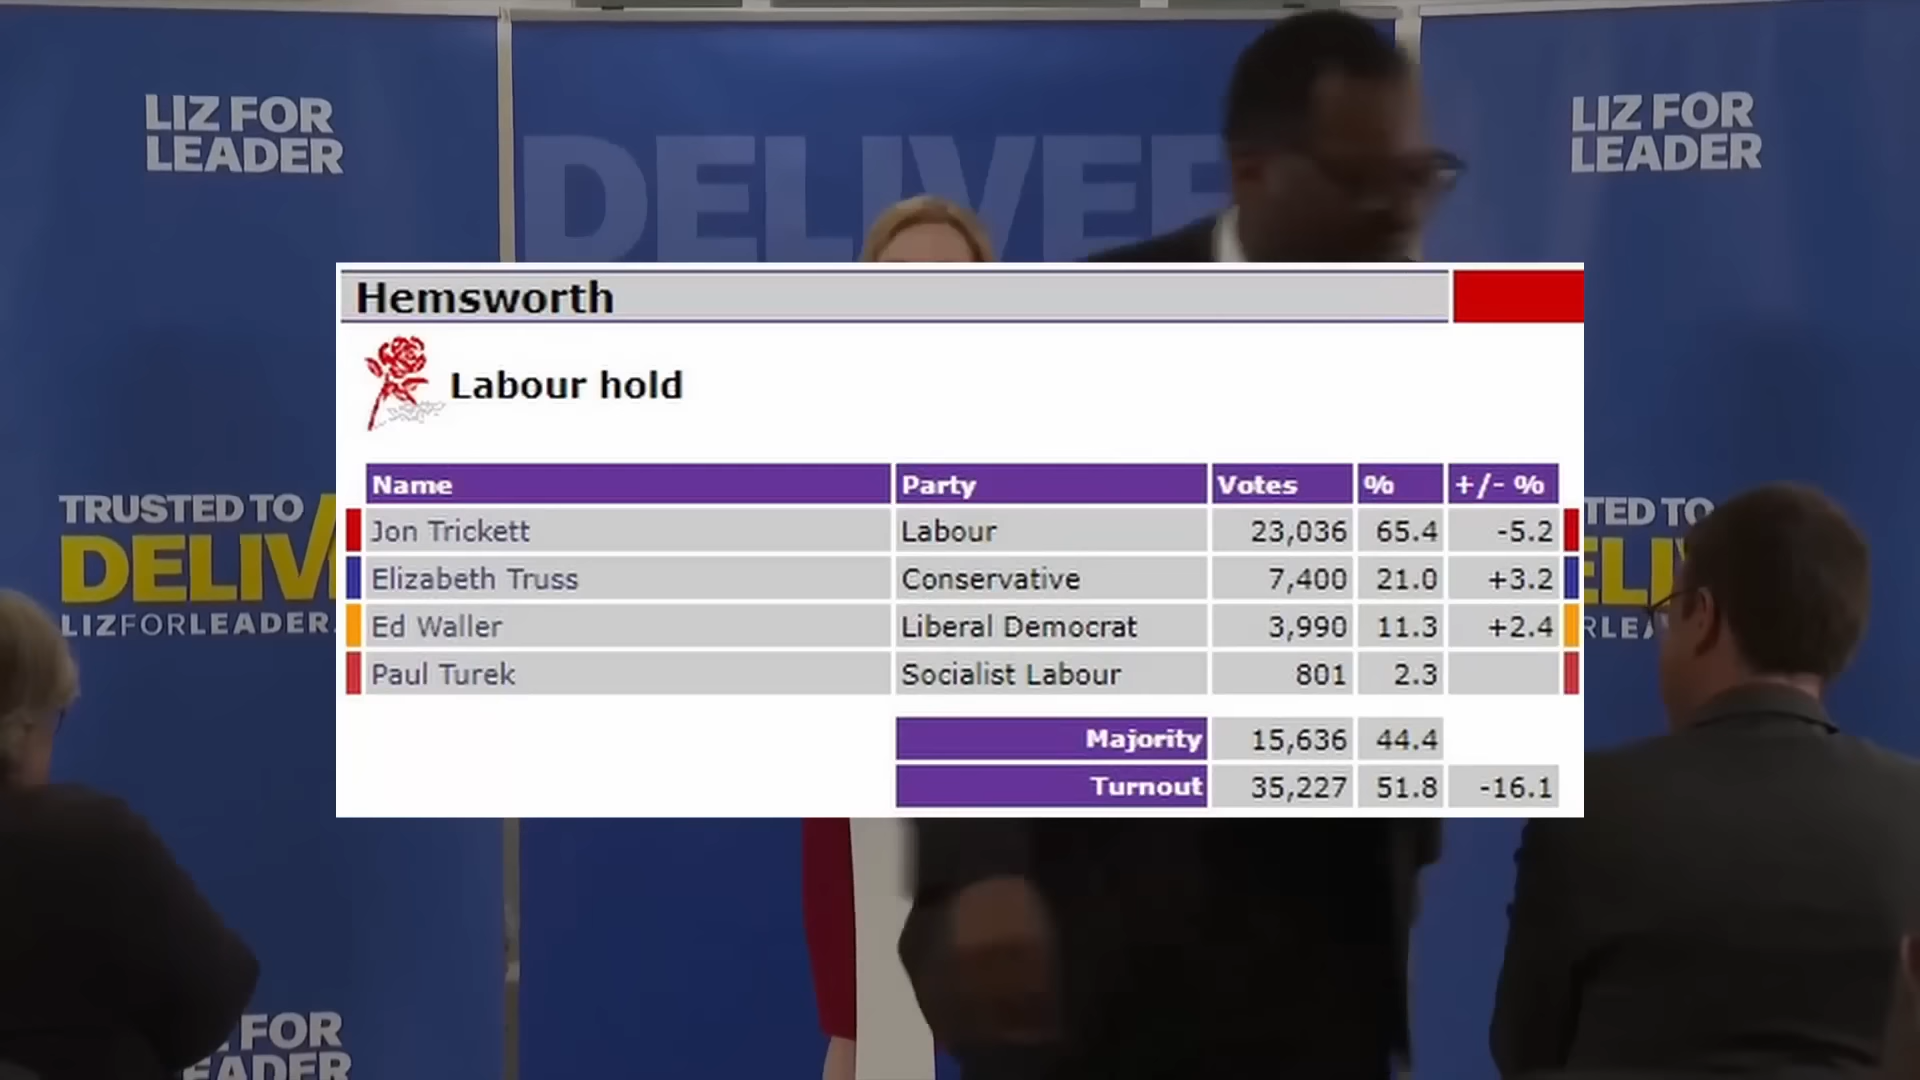 LIZ FOR
LEADER
DELIVER
LIZ FOR
LEADER
Hemsworth
Labour hold
Name Party Votes % +/- %
Jon Trickett Labour 23,036 65.4 -5.2
Elizabeth Truss Conservative 7,400 21.0 +3.2
Ed Waller Liberal Democrat 3,990 11.3 +2.4
Paul Turek Socialist Labour 801 2.3
Majority 15,636 44.4
Turnout 35,227 51.8 -16.1
TRUSTED TO
DELIV
LIZFORLEADER.
TED TO
ELI
RLEA
FOR
EADER